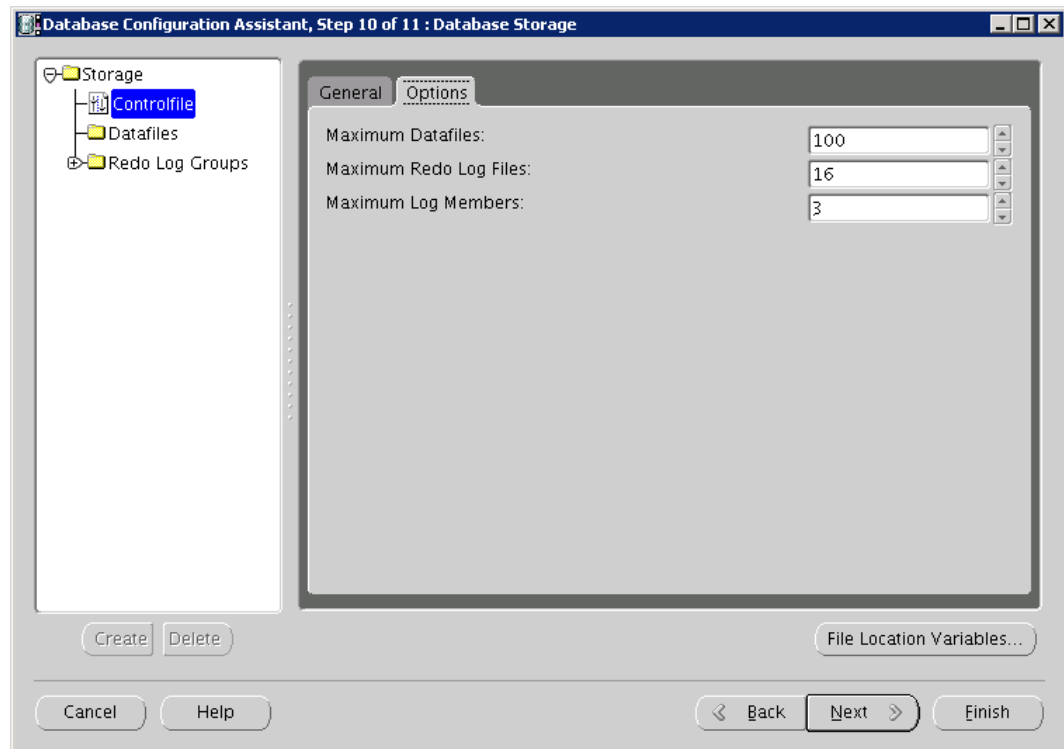 Database Configuration Assistant, Step 10 of 11 : Database Storage
Storage
Controlfile
Datafiles
Redo Log Groups
General Options
Maximum Datafiles: 100
Maximum Redo Log Files: 16
Maximum Log Members: 3
Create Delete
File Location Variables...
Cancel Help Back Next Finish